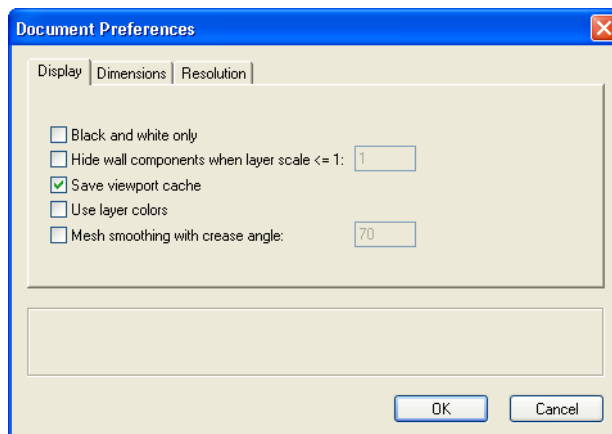 Document Preferences
Display Dimensions Resolution
Black and white only
Hide wall components when layer scale <= 1: 1
Save viewport cache
Use layer colors
Mesh smoothing with crease angle: 70
OK Cancel